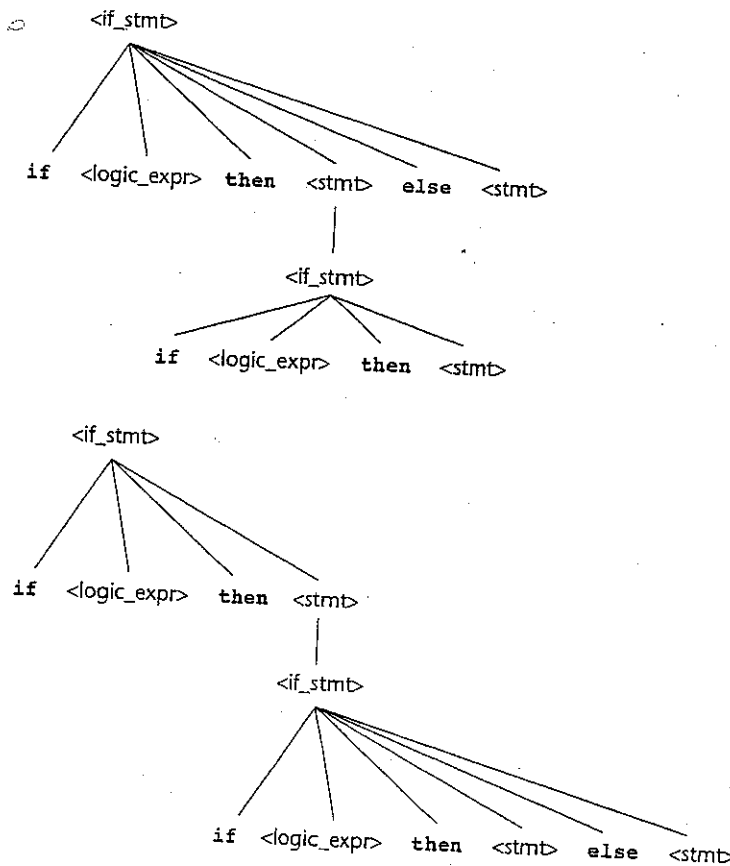 <if_stmt>
if <logic_expr> then <stmt> else <stmt>
<if_stmt>
if <logic_expr> then <stmt>
<if_stmt>
if <logic_expr> then <stmt>
<if_stmt>
if <logic_expr> then <stmt> else <stmt>